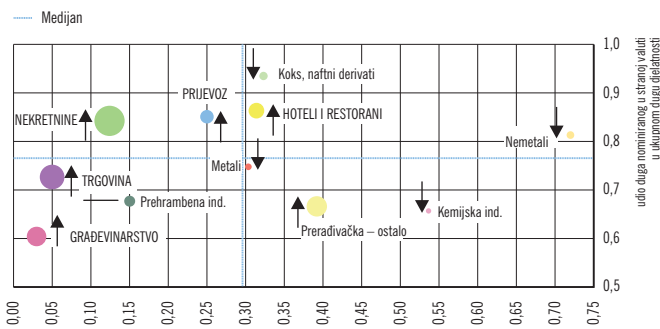 Medijan
1,0
0,9
0,8
0,7
0,6
0,5
udio duga nominiranog u stranoj valuti
u ukupnom dugu djelatnosti
Koks, naftni derivati
PRIJEVOZ
HOTELI I RESTORANI
NEKRETNINE
Nemetali
Metali
TRGOVINA
Prehrambena ind.
Kemijska ind.
Prerađivačka – ostalo
GRAĐEVINARSTVO
0,00
0,05
0,10
0,15
0,20
0,25
0,30
0,35
0,40
0,45
0,50
0,55
0,60
0,65
0,70
0,75